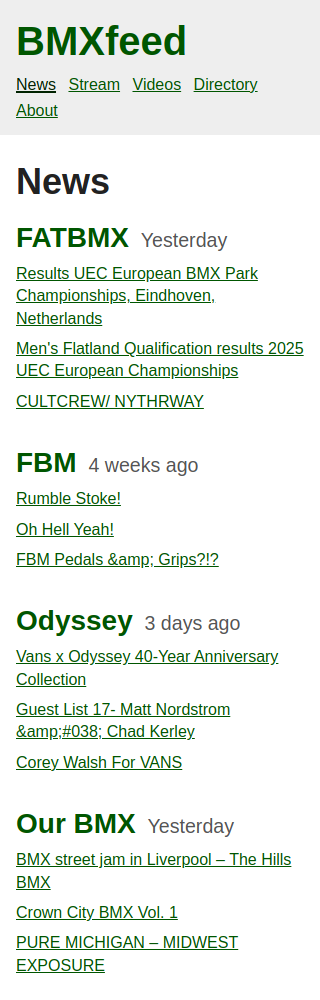 BMXfeed
News Stream Videos Directory
About
News
FATBMX Yesterday
Results UEC European BMX Park
Championships, Eindhoven,
Netherlands
Men's Flatland Qualification results 2025
UEC European Championships
CULTCREW/ NYTHRWAY
FBM 4 weeks ago
Rumble Stoke!
Oh Hell Yeah!
FBM Pedals &amp; Grips?!?
Odyssey 3 days ago
Vans x Odyssey 40-Year Anniversary
Collection
Guest List 17- Matt Nordstrom
&amp;#038; Chad Kerley
Corey Walsh For VANS
Our BMX Yesterday
BMX street jam in Liverpool – The Hills
BMX
Crown City BMX Vol. 1
PURE MICHIGAN – MIDWEST
EXPOSURE